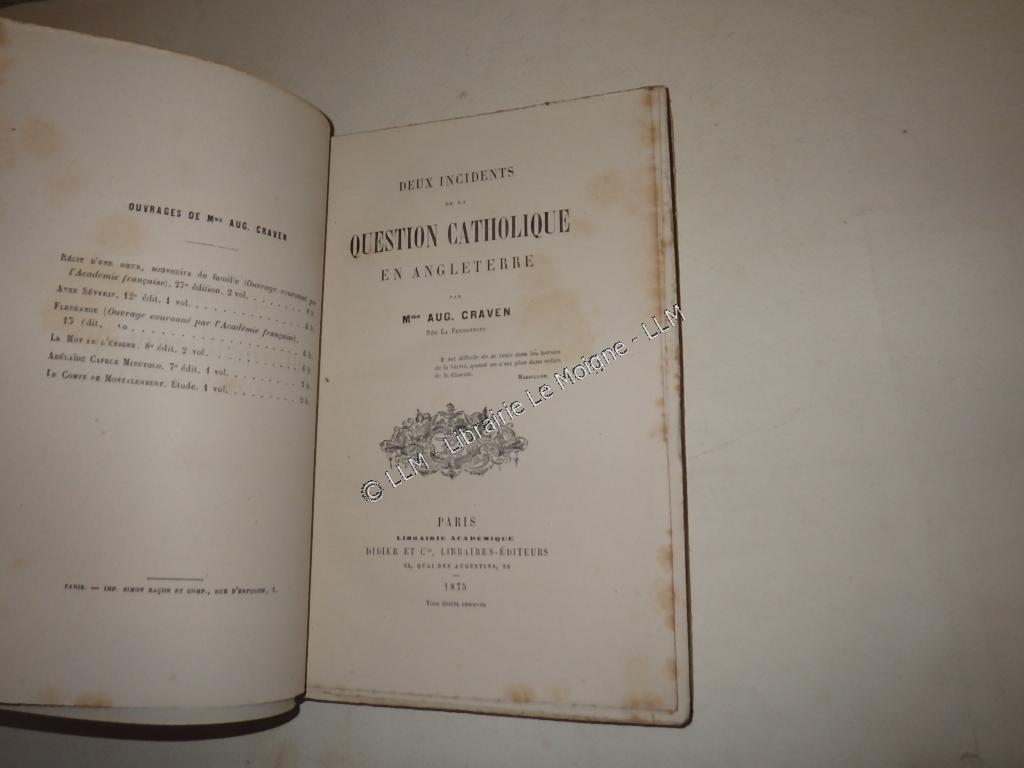 OUVRAGES DE Mme AUG. CRAVEN
Récit d'une sœur, souvenirs de famille (Ouvrage couronné par
l'Académie française). 27e édition. 2 vol. . . . . . . .
Anne Séverin, 12e édit. 1 vol. . . . . . . . . . .
Fleurange (Ouvrage couronné par l'Académie française).
Le Mot de l'énigme. 8e édit. 2 vol. . . . . . . . 6 fr.
Adélaïde Capece Minutolo. 7e édit. 1 vol. . . . . .
Le Comte de Montalembert. Étude. 1 vol. . . . . . .
PARIS. — IMP. SIMON RAÇON ET COMP., RUE D'ERFURTH, 1.
DEUX INCIDENTS
DE LA
QUESTION CATHOLIQUE
EN ANGLETERRE
PAR
Mme AUG. CRAVEN
Née La Ferronnays
Il est difficile de se tenir dans les bornes
de la Vérité, quand on n'est plus dans celles
de la Charité.
Massillon.
PARIS
LIBRAIRIE ACADÉMIQUE
DIDIER ET Cie, LIBRAIRES-ÉDITEURS
35, QUAI DES AUGUSTINS, 35
1875
Tous droits réservés
© LLM - Librairie Le Moigne - LLM